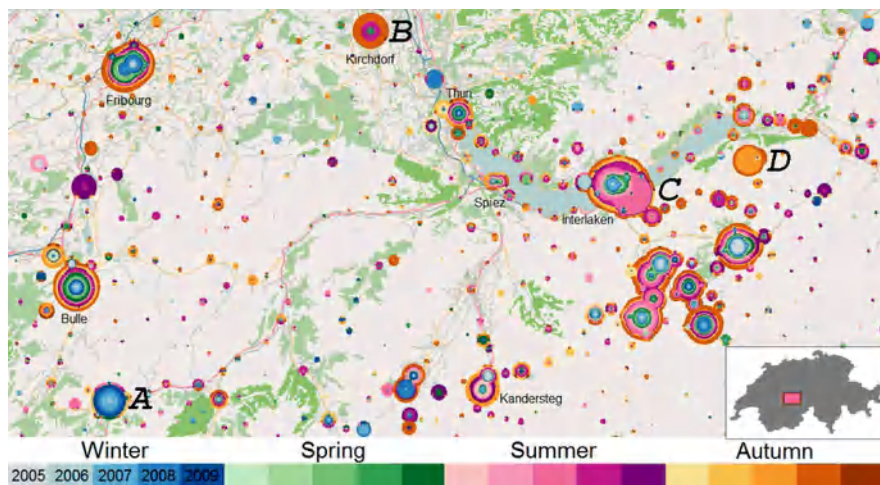 B
Kirchdorf
Fribourg
Thun
D
C
Spiez
Interlaken
Bulle
A
Kandersteg
Winter Spring Summer Autumn
2005 2006 2007 2008 2009